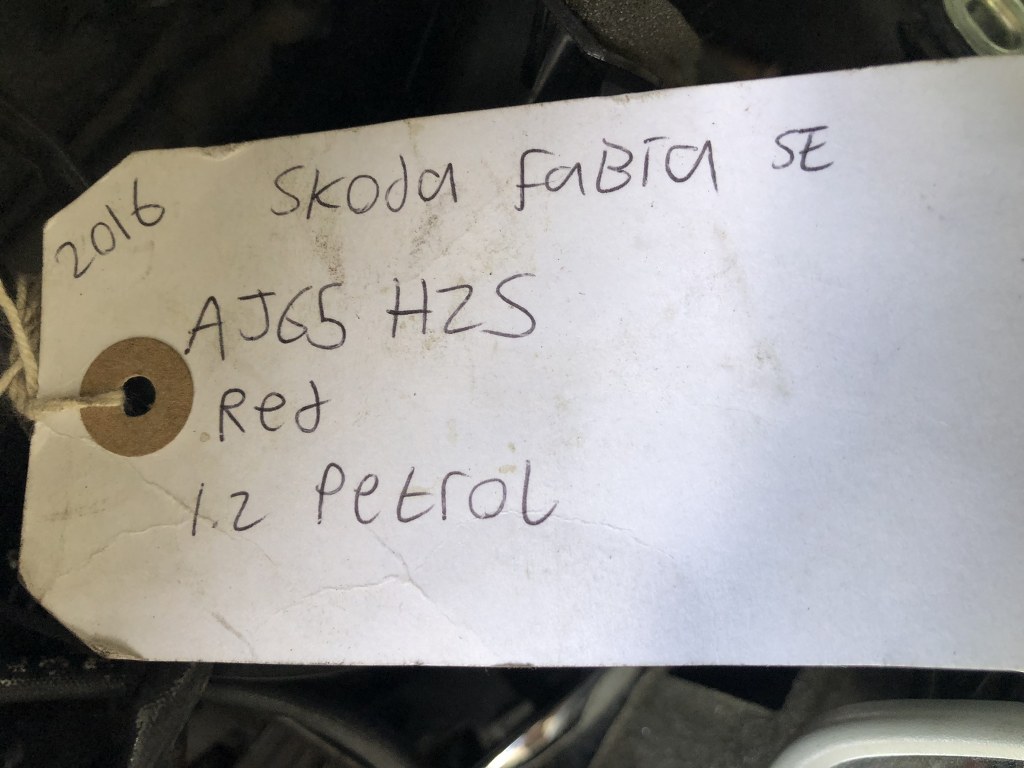 2016
Skoda FaBIa SE
AJ65 HZS
Red
1.2 Petrol